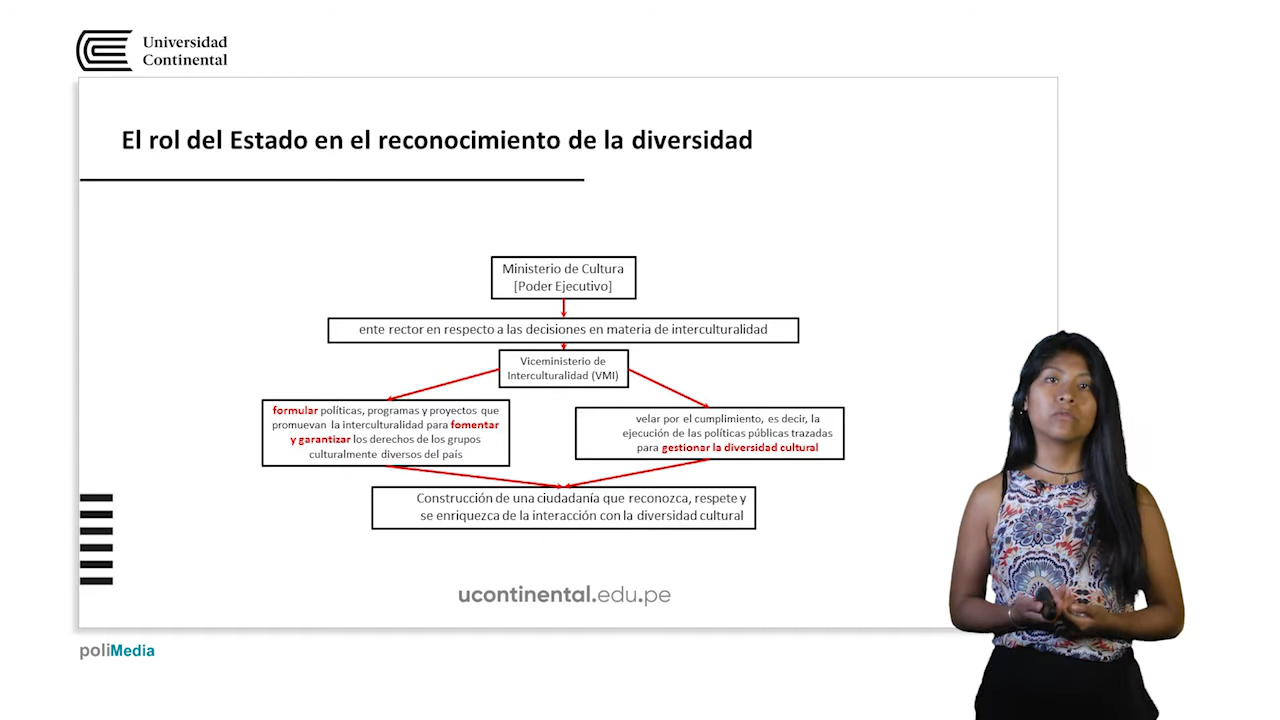 Universidad
Continental
El rol del Estado en el reconocimiento de la diversidad
Ministerio de Cultura
[Poder Ejecutivo]
ente rector en respecto a las decisiones en materia de interculturalidad
Viceministerio de
Interculturalidad (VMI)
formular políticas, programas y proyectos que
promuevan la interculturalidad para fomentar
y garantizar los derechos de los grupos
culturalmente diversos del país
velar por el cumplimiento, es decir, la
ejecución de las políticas públicas trazadas
para gestionar la diversidad cultural
Construcción de una ciudadanía que reconozca, respete y
se enriquezca de la interacción con la diversidad cultural
ucontinental.edu.pe
poliMedia